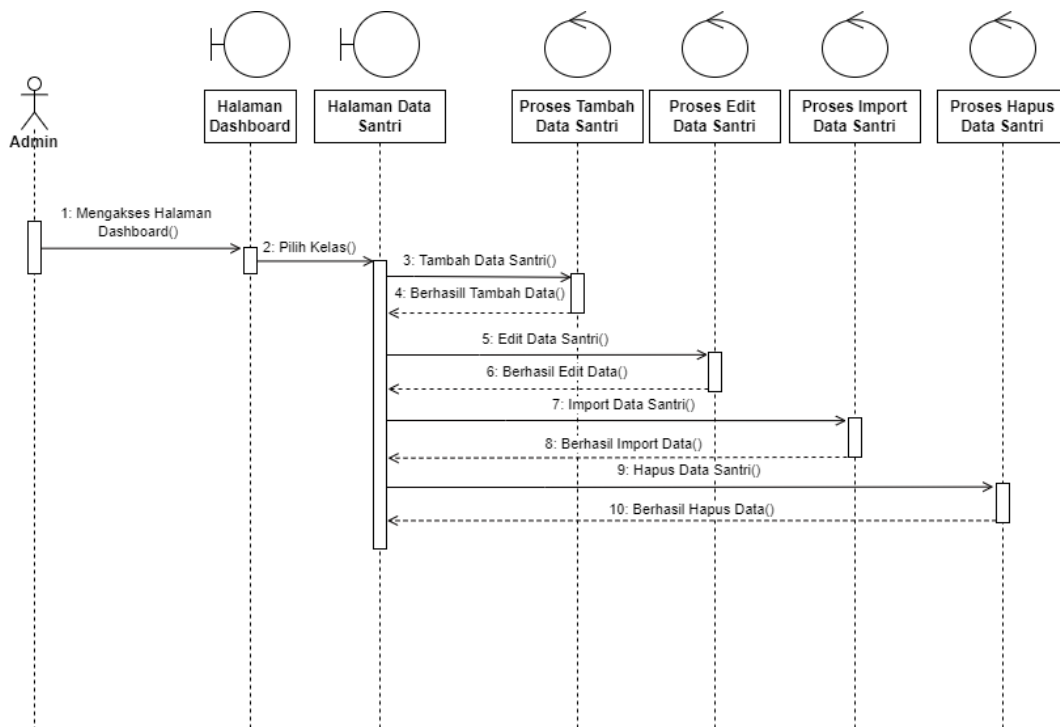 Admin
Halaman
Dashboard
Halaman Data
Santri
Proses Tambah
Data Santri
Proses Edit
Data Santri
Proses Import
Data Santri
Proses Hapus
Data Santri
1: Mengakses Halaman
Dashboard()
2: Pilih Kelas()
3: Tambah Data Santri()
4: Berhasill Tambah Data()
5: Edit Data Santri()
6: Berhasil Edit Data()
7: Import Data Santri()
8: Berhasil Import Data()
9: Hapus Data Santri()
10: Berhasil Hapus Data()